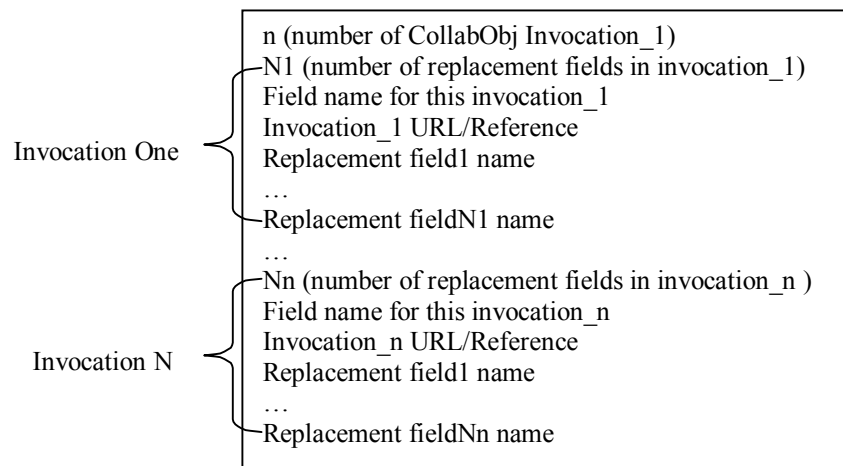 n (number of CollabObj Invocation_1)
N1 (number of replacement fields in invocation_1)
Field name for this invocation_1
Invocation_1 URL/Reference
Invocation One
Replacement field1 name
…
Replacement fieldN1 name
…
Nn (number of replacement fields in invocation_n )
Field name for this invocation_n
Invocation_n URL/Reference
Invocation N
Replacement field1 name
…
Replacement fieldNn name